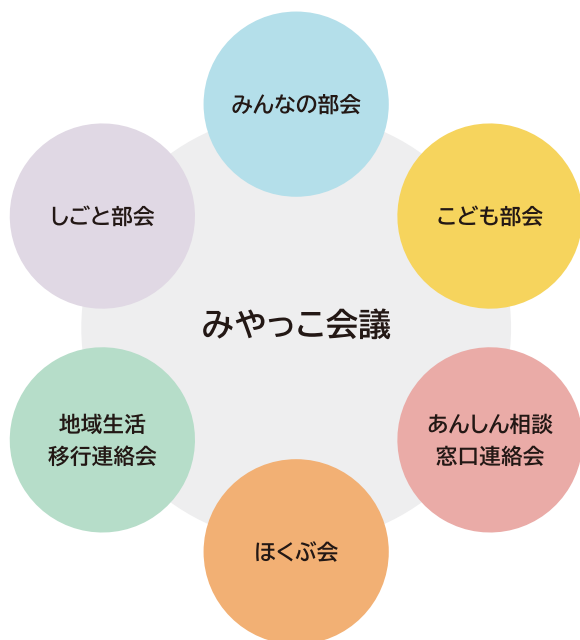 みんなの部会
しごと部会
こども部会
みやっこ会議
地域生活
移行連絡会
あんしん相談
窓口連絡会
ほくぶ会